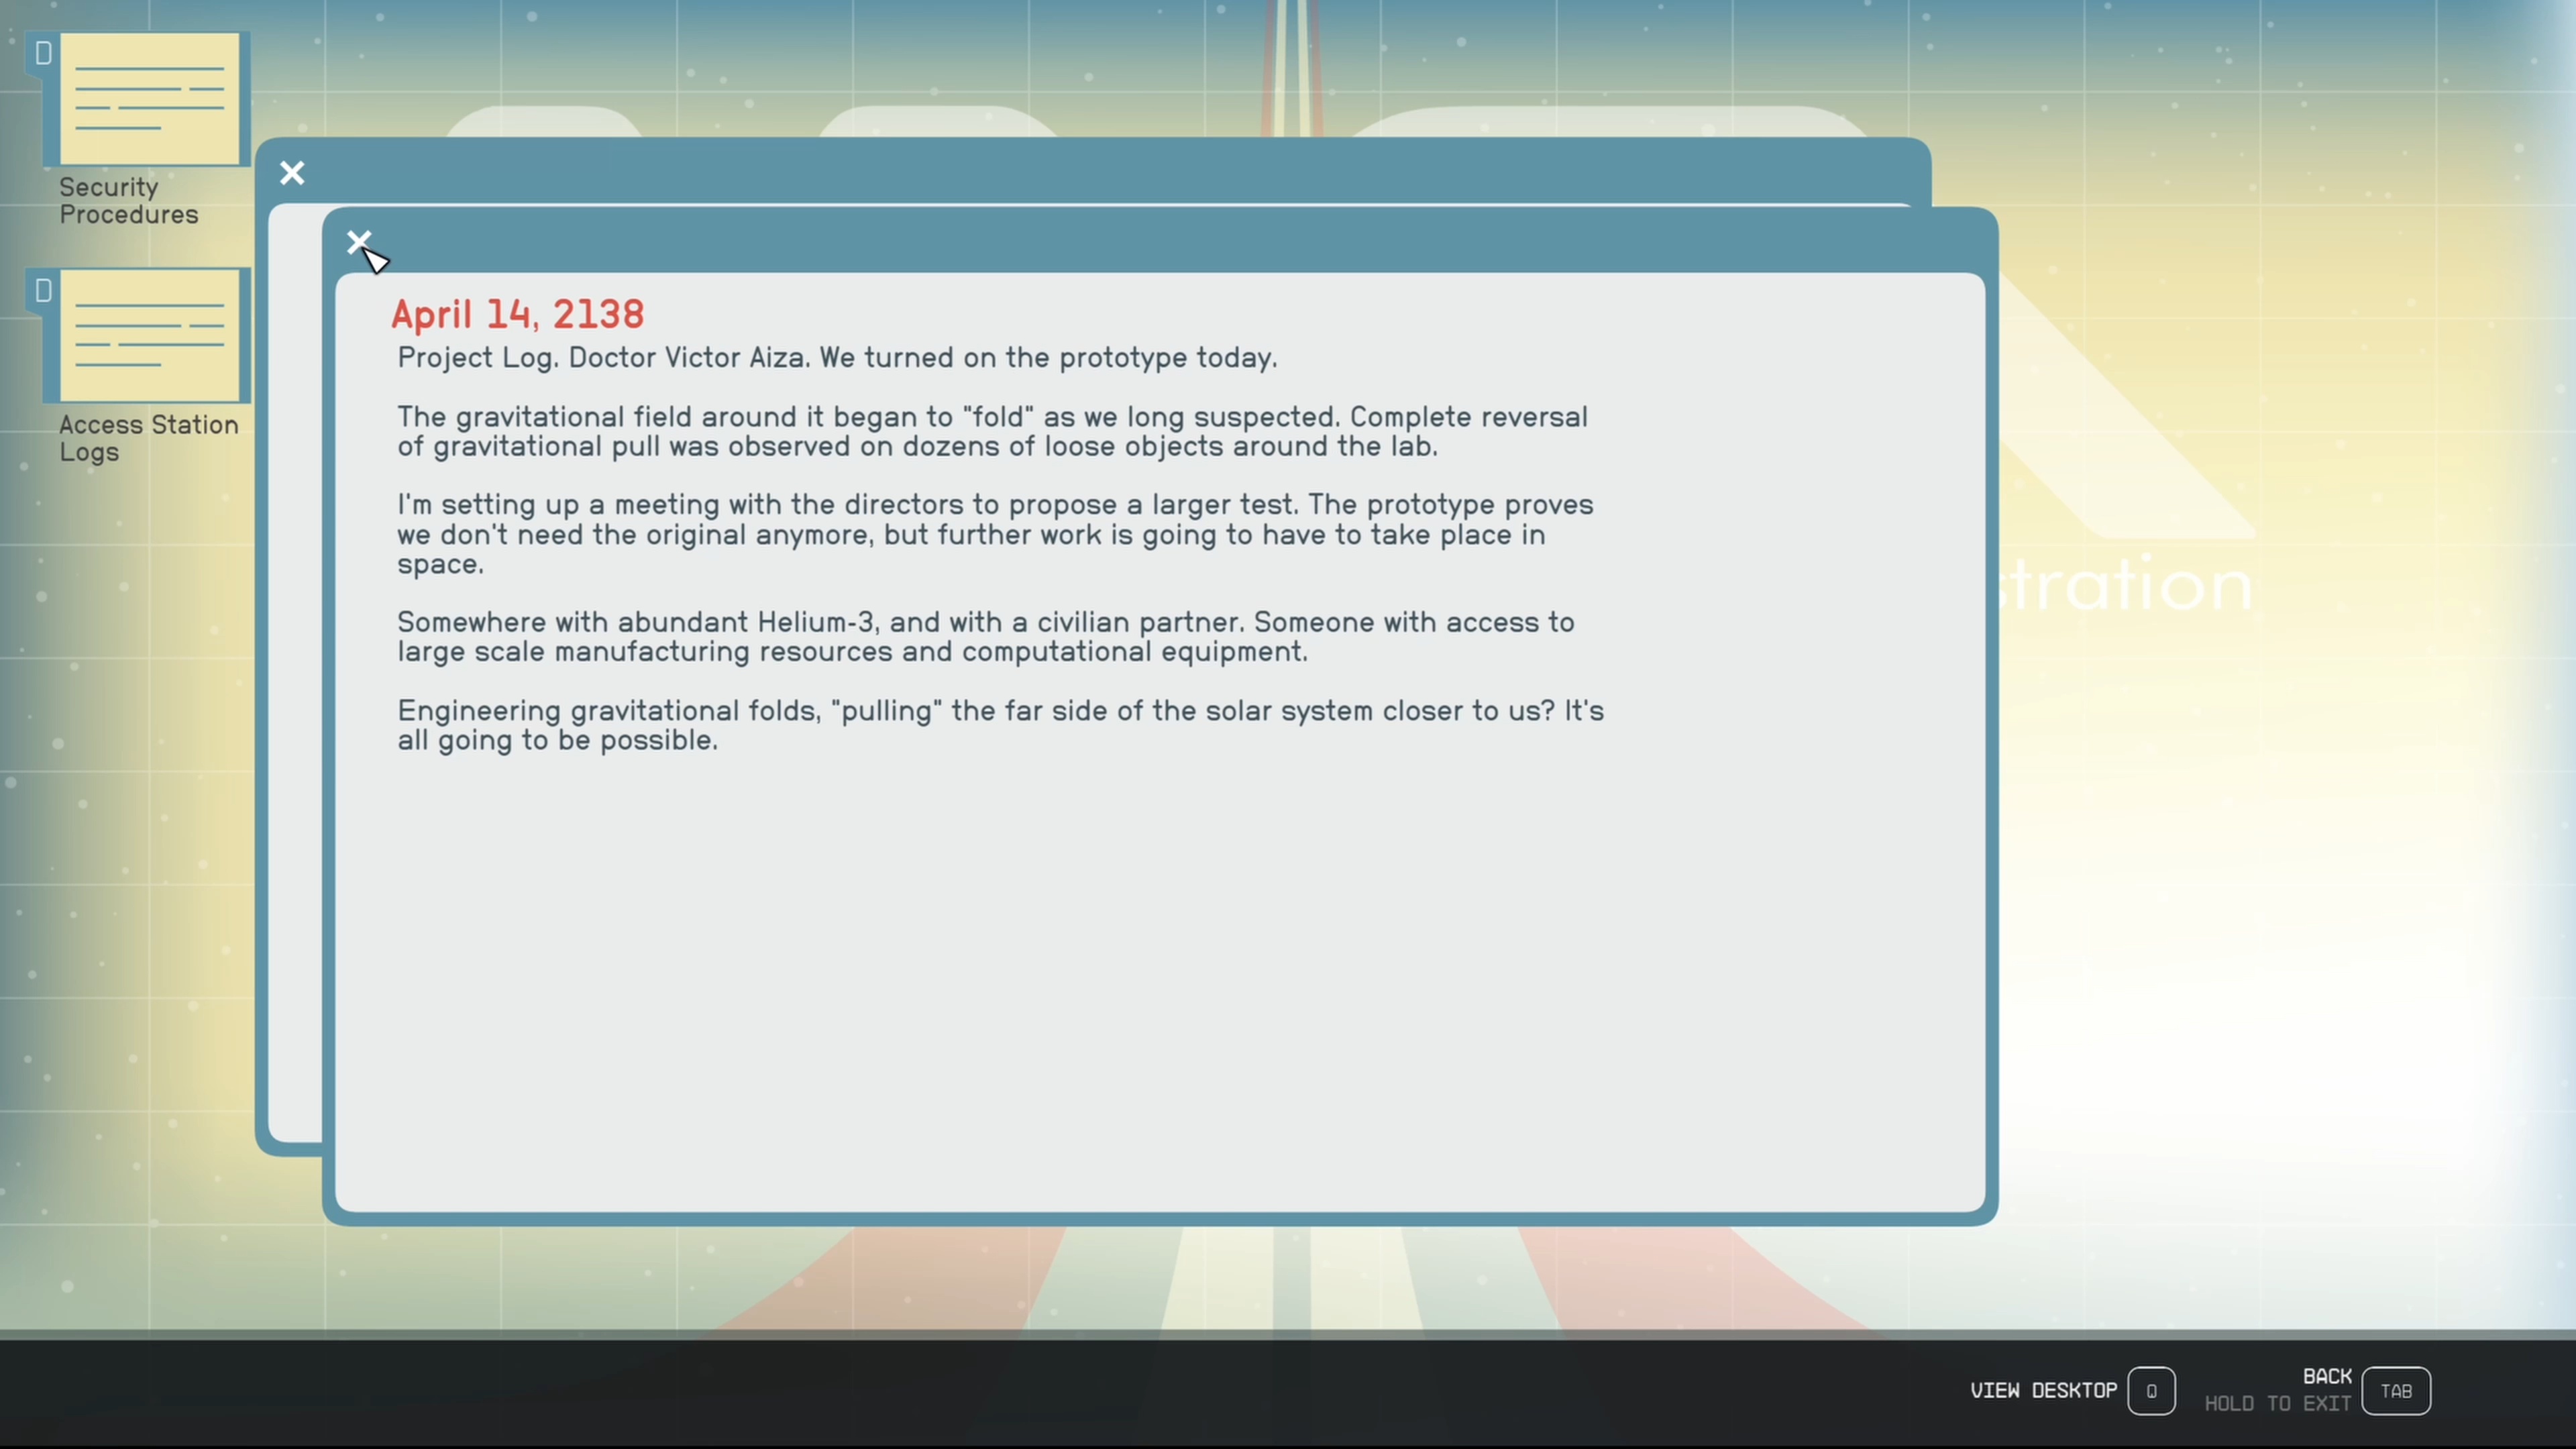 D
Security
Procedures
D
Access Station
Logs
April 14, 2138
Project Log. Doctor Victor Aiza. We turned on the prototype today.
The gravitational field around it began to "fold" as we long suspected. Complete reversal
of gravitational pull was observed on dozens of loose objects around the lab.
I'm setting up a meeting with the directors to propose a larger test. The prototype proves
we don't need the original anymore, but further work is going to have to take place in
space.
Somewhere with abundant Helium-3, and with a civilian partner. Someone with access to
large scale manufacturing resources and computational equipment.
Engineering gravitational folds, "pulling" the far side of the solar system closer to us? It's
all going to be possible.
stration
VIEW DESKTOP Q
BACK
HOLD TO EXIT
TAB